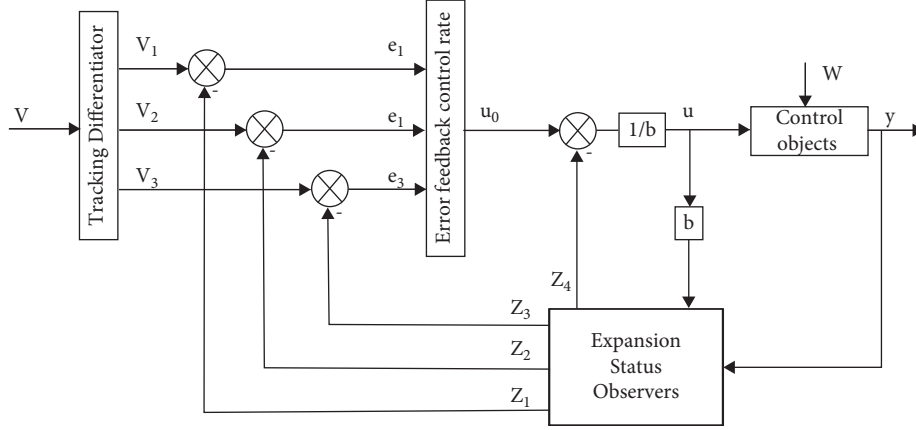 V
Tracking Differentiator
V1
V2
V3
-
-
-
e1
e1
e3
Error feedback control rate
u0
-
1/b
u
W
Control
objects
y
b
Z4
Z3
Z2
Z1
Expansion
Status
Observers